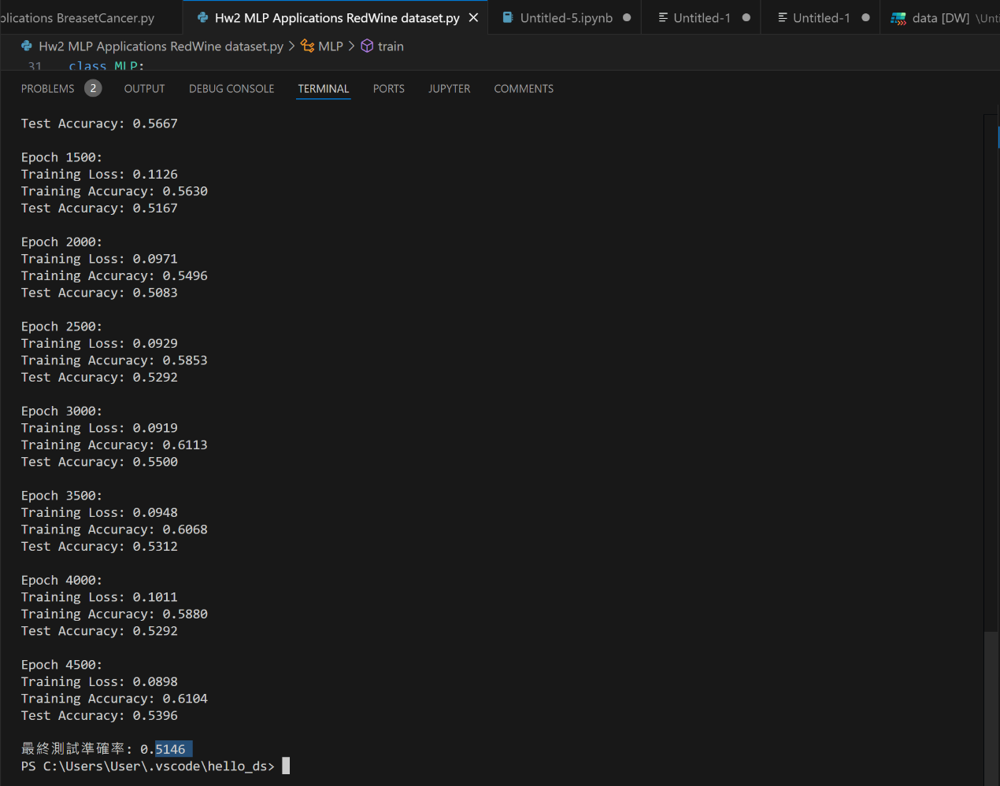 plications BreasetCancer.py
Hw2 MLP Applications RedWine dataset.py
Untitled-5.ipynb
Untitled-1
Untitled-1
data [DW] \Unti
Hw2 MLP Applications RedWine dataset.py > MLP > train
31 class MLP:
PROBLEMS 2 OUTPUT DEBUG CONSOLE TERMINAL PORTS JUPYTER COMMENTS
Test Accuracy: 0.5667
Epoch 1500:
Training Loss: 0.1126
Training Accuracy: 0.5630
Test Accuracy: 0.5167
Epoch 2000:
Training Loss: 0.0971
Training Accuracy: 0.5496
Test Accuracy: 0.5083
Epoch 2500:
Training Loss: 0.0929
Training Accuracy: 0.5853
Test Accuracy: 0.5292
Epoch 3000:
Training Loss: 0.0919
Training Accuracy: 0.6113
Test Accuracy: 0.5500
Epoch 3500:
Training Loss: 0.0948
Training Accuracy: 0.6068
Test Accuracy: 0.5312
Epoch 4000:
Training Loss: 0.1011
Training Accuracy: 0.5880
Test Accuracy: 0.5292
Epoch 4500:
Training Loss: 0.0898
Training Accuracy: 0.6104
Test Accuracy: 0.5396
最終測試準確率: 0.5146
PS C:\Users\User\.vscode\hello_ds>